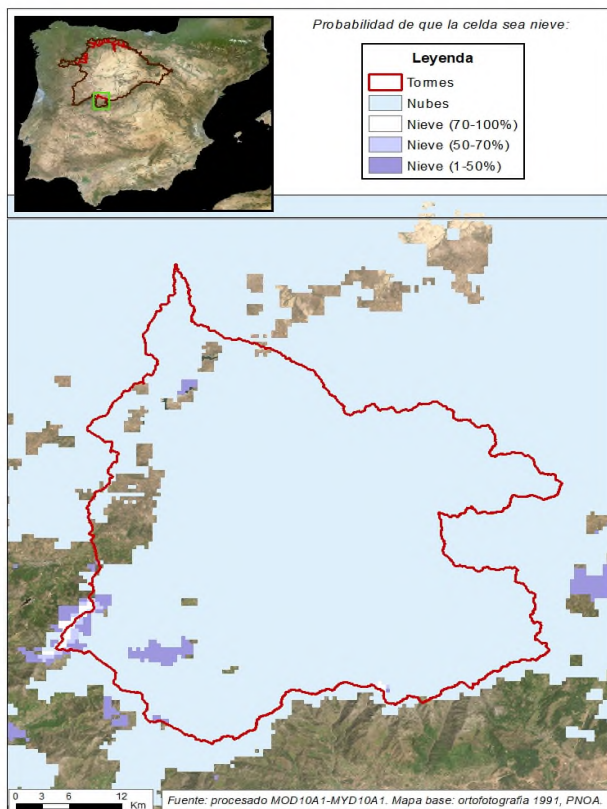 Probabilidad de que la celda sea nieve:
Leyenda
Tormes
Nubes
Nieve (70-100%)
Nieve (50-70%)
Nieve (1-50%)
0 3 6 12
Km
Fuente: procesado MOD10A1-MYD10A1. Mapa base: ortofotografia 1991, PNOA